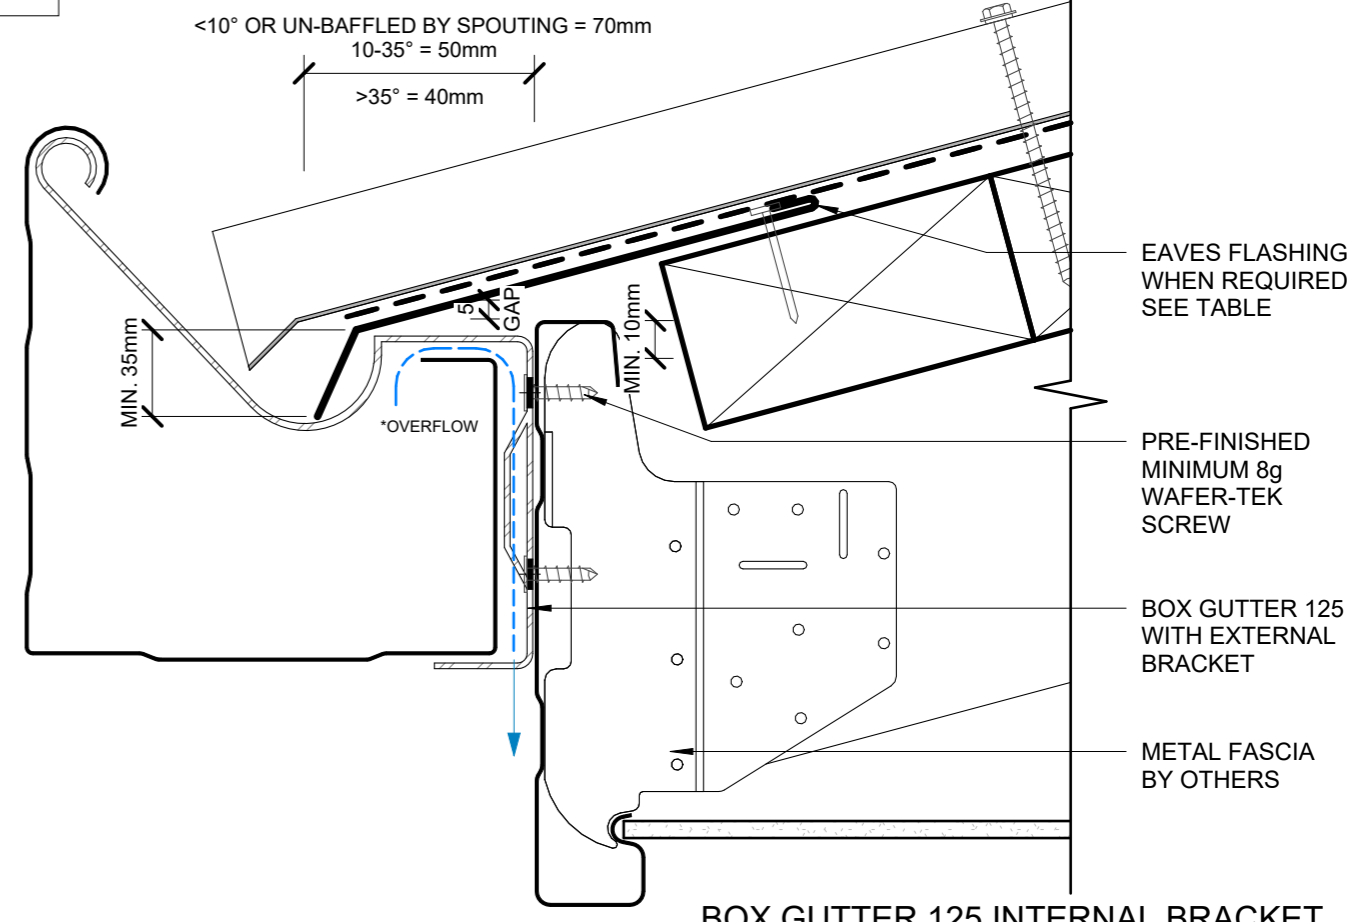 <10° OR UN-BAFFLED BY SPOUTING = 70mm
10-35° = 50mm
>35° = 40mm
EAVES FLASHING
WHEN REQUIRED
SEE TABLE
5
GAP
MIN. 10mm
MIN. 35mm
*OVERFLOW
PRE-FINISHED
MINIMUM 8g
WAFER-TEK
SCREW
BOX GUTTER 125
WITH EXTERNAL
BRACKET
METAL FASCIA
BY OTHERS
BOX GUTTER 125 INTERNAL BRACKET